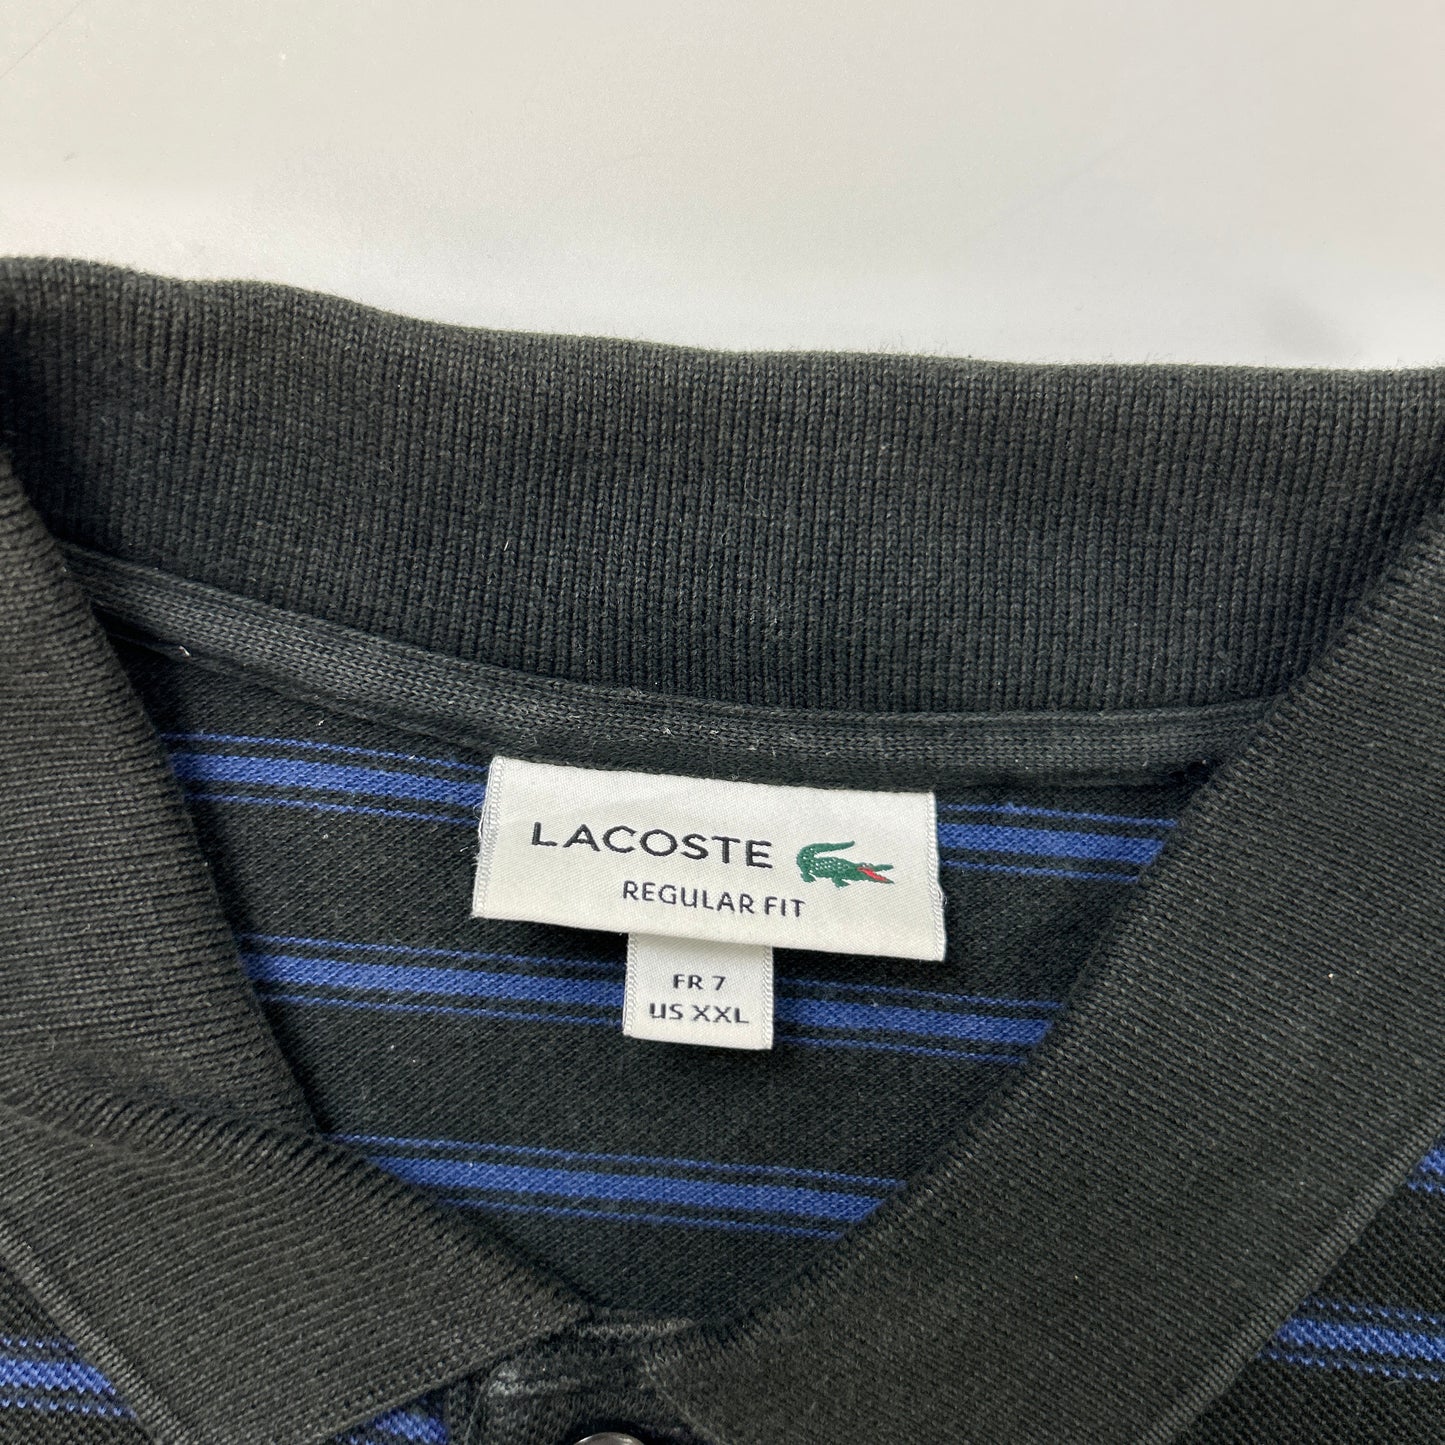 LACOSTE
REGULAR FIT
FR 7
US XXL